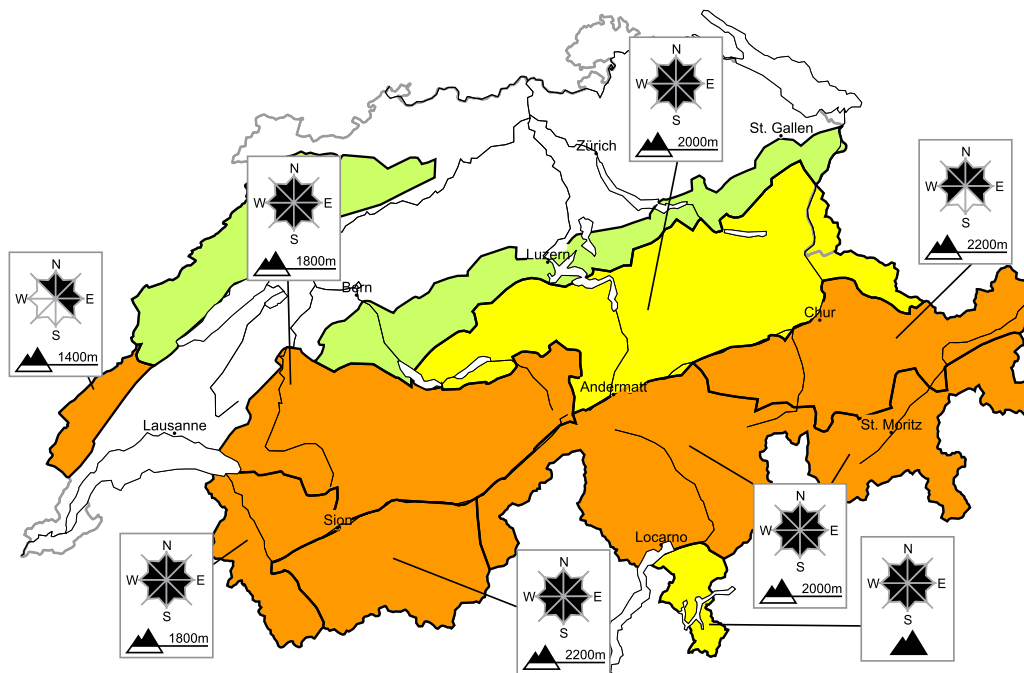 N
W E
S
2000m
St. Gallen
Zürich
N
W E
S
2200m
N
W E
S
1800m
Luzern
N
W E
S
1400m
Bern
Chur
Andermatt
Lausanne
St. Moritz
N
W E
S
2000m
Sion
Locarno
N
W E
S
1800m
N
W E
S
2200m
N
W E
S